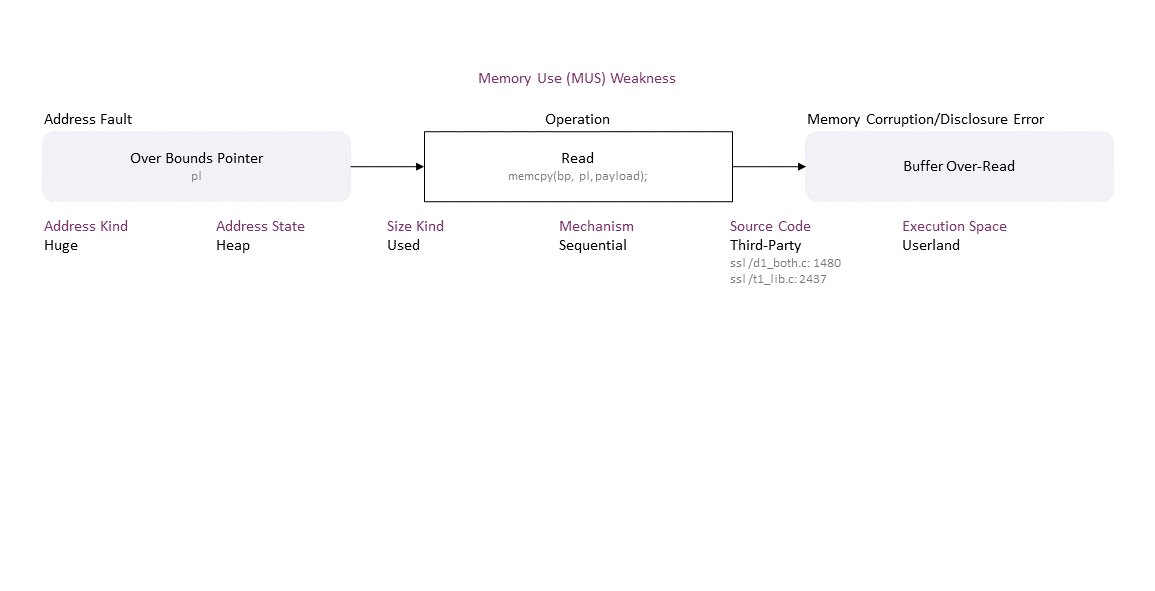 Memory Use (MUS) Weakness
Address Fault
Operation
Memory Corruption/Disclosure Error
Over Bounds Pointer
pl
Read
memcpy(bp, pl, payload);
Buffer Over-Read
Address Kind
Huge
Address State
Heap
Size Kind
Used
Mechanism
Sequential
Source Code
Third-Party
ssl/d1_both.c: 1480
ssl/t1_lib.c: 2437
Execution Space
Userland